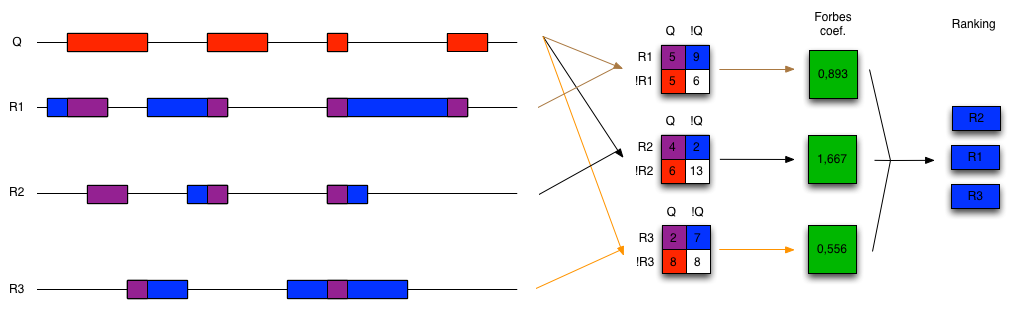 Q
R1
R2
R3
Q !Q
R1 5 9
!R1 5 6
Q !Q
R2 4 2
!R2 6 13
Q !Q
R3 2 7
!R3 8 8
Forbes
coef.
0,893
1,667
0,556
Ranking
R2
R1
R3